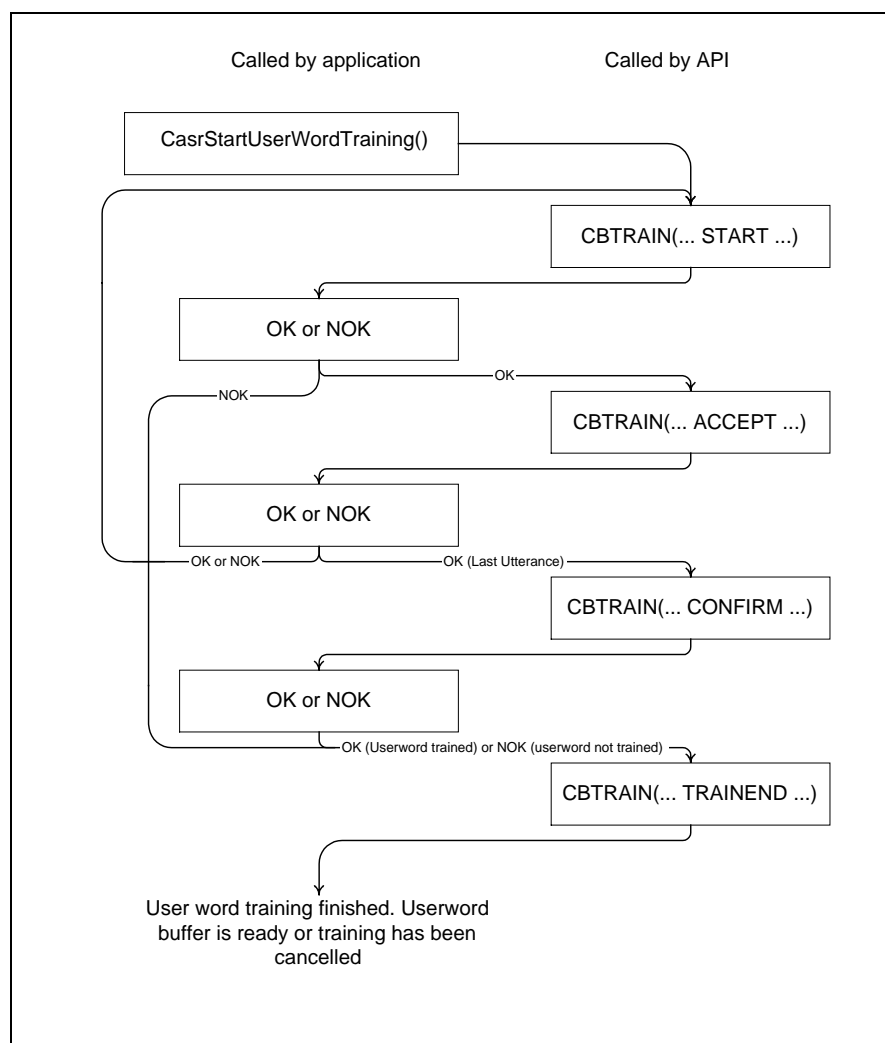 Called by application
Called by API
CasrStartUserWordTraining()
CBTRAIN(... START ...)
OK or NOK
OK
NOK
CBTRAIN(... ACCEPT ...)
OK or NOK
OK or NOK
OK (Last Utterance)
CBTRAIN(... CONFIRM ...)
OK or NOK
OK (Userword trained) or NOK (userword not trained)
CBTRAIN(... TRAINEND ...)
User word training finished. Userword
buffer is ready or training has been
cancelled